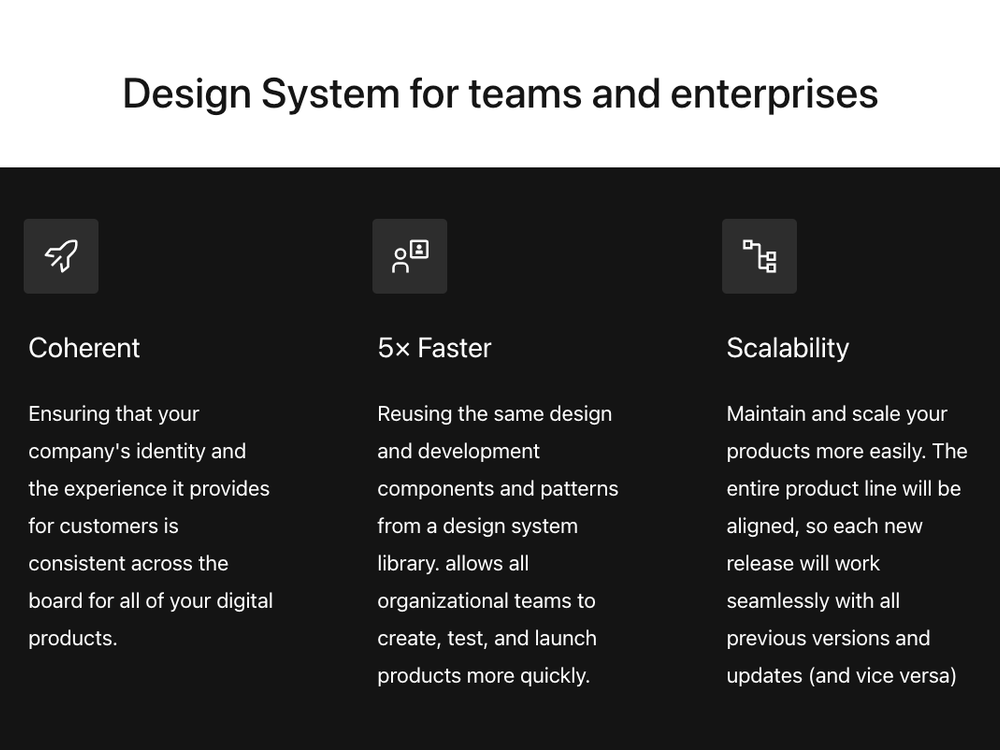 Design System for teams and enterprises
Coherent
Ensuring that your
company's identity and
the experience it provides
for customers is
consistent across the
board for all of your digital
products.
5× Faster
Reusing the same design
and development
components and patterns
from a design system
library. allows all
organizational teams to
create, test, and launch
products more quickly.
Scalability
Maintain and scale your
products more easily. The
entire product line will be
aligned, so each new
release will work
seamlessly with all
previous versions and
updates (and vice versa)